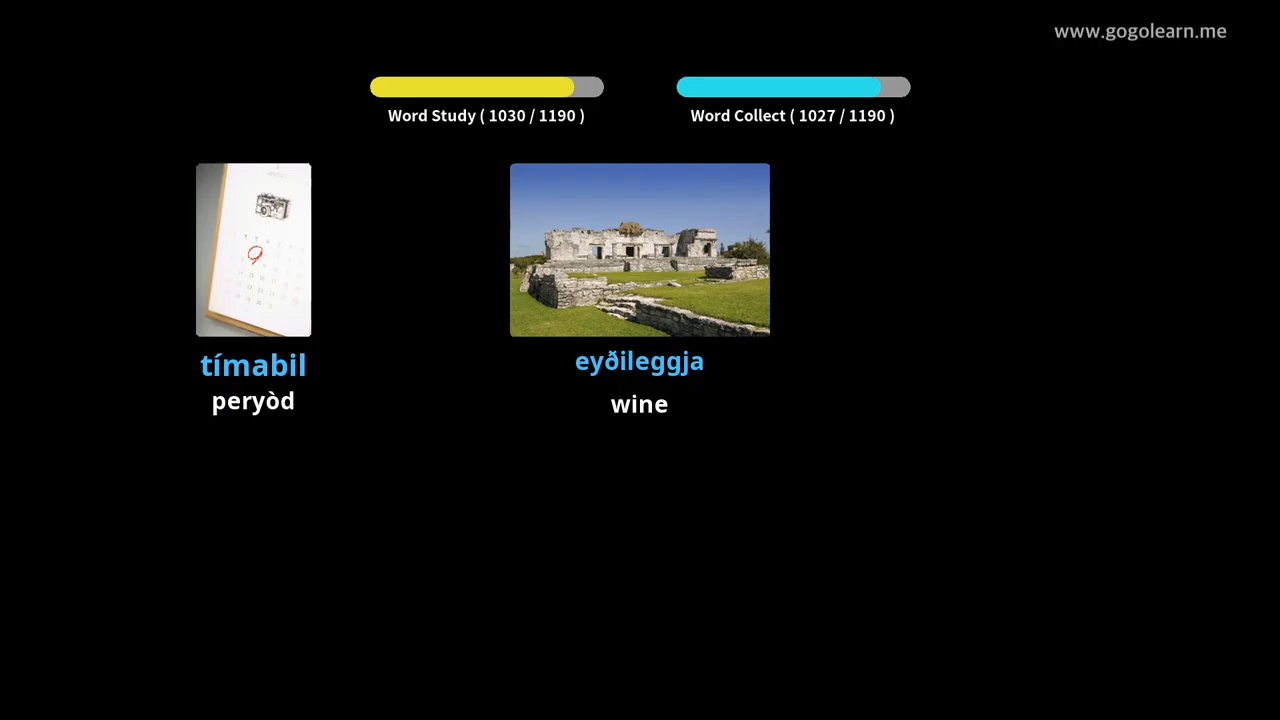 www.gogolearn.me
Word Study ( 1030 / 1190 )
Word Collect ( 1027 / 1190 )
tímabil
peryòd
eyðileggja
wine